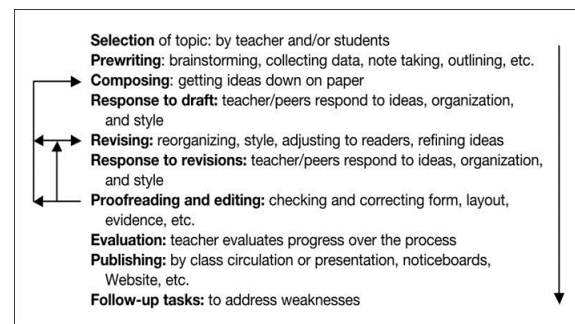 Selection of topic: by teacher and/or students
Prewriting: brainstorming, collecting data, note taking, outlining, etc.
Composing: getting ideas down on paper
Response to draft: teacher/peers respond to ideas, organization,
and style
Revising: reorganizing, style, adjusting to readers, refining ideas
Response to revisions: teacher/peers respond to ideas, organization,
and style
Proofreading and editing: checking and correcting form, layout,
evidence, etc.
Evaluation: teacher evaluates progress over the process
Publishing: by class circulation or presentation, noticeboards,
Website, etc.
Follow-up tasks: to address weaknesses